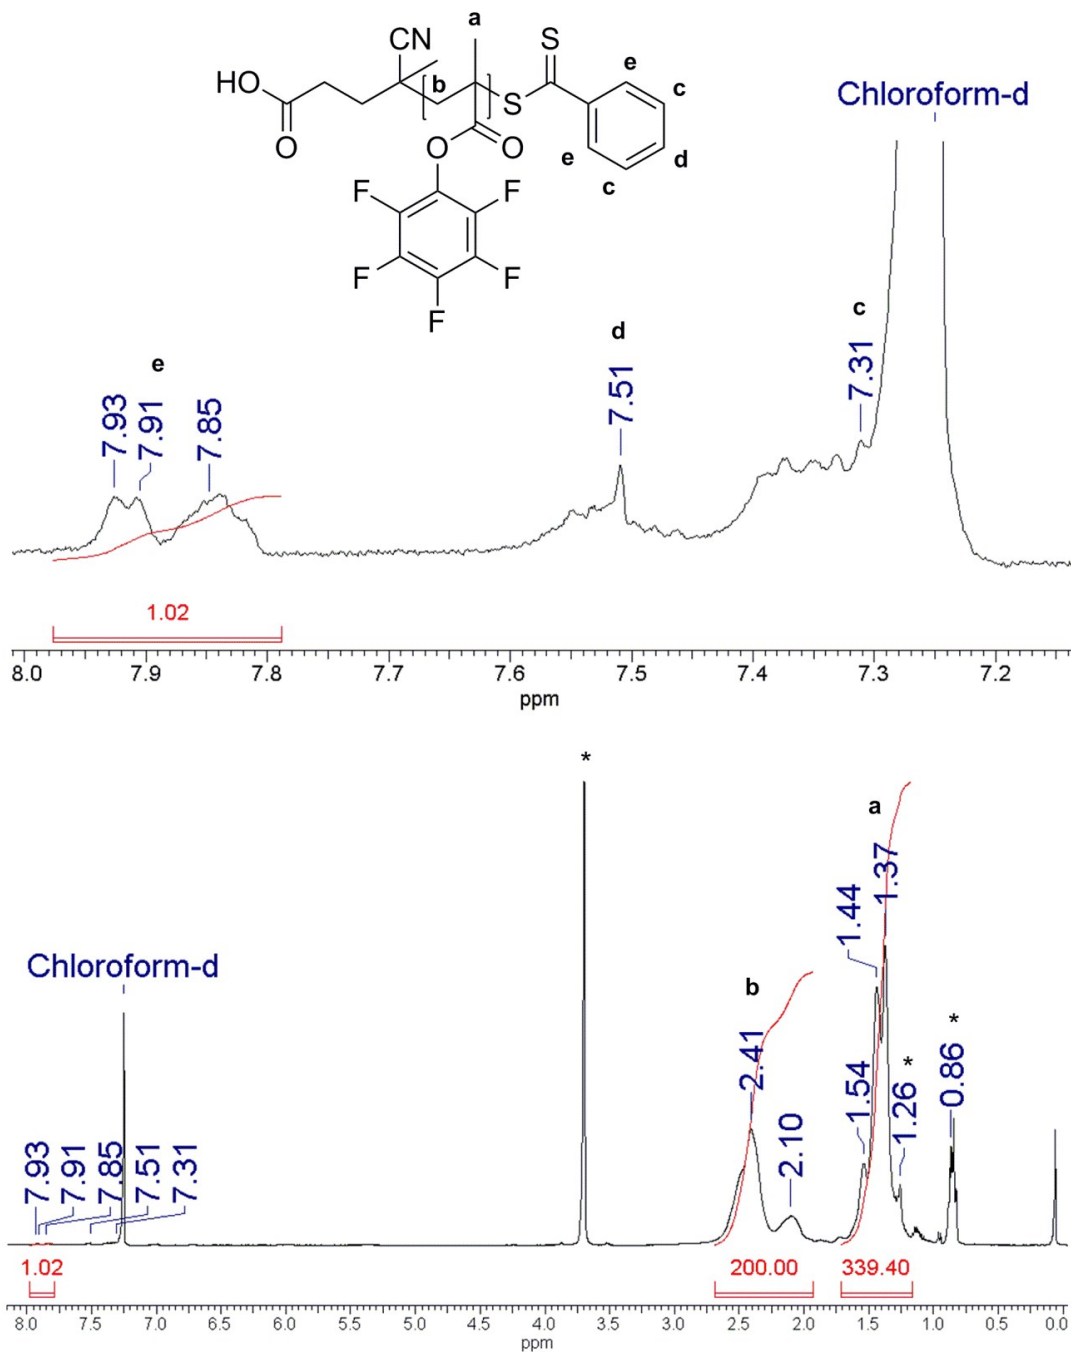 a
CN
S
b
e
HO
S
c
Chloroform-d
O
O
O
e
d
c
F
F
F
F
F
e
d
c
7.93
7.91
7.85
7.51
7.31
1.02
8.0 7.9 7.8 7.7 7.6 7.5 7.4 7.3 7.2
ppm
*
a
1.37
1.44
Chloroform-d
b
2.41
*
0.86
*
1.26
1.54
2.10
7.93
7.91
7.85
7.51
7.31
1.02
200.00
339.40
8.0 7.5 7.0 6.5 6.0 5.5 5.0 4.5 4.0 3.5 3.0 2.5 2.0 1.5 1.0 0.5 0.0
ppm